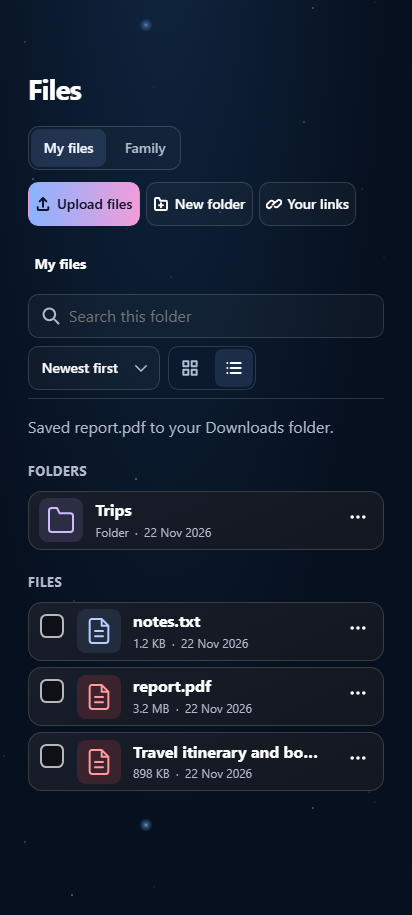 Files
My files
Family
Upload files
New folder
Your links
My files
Search this folder
Newest first
Saved report.pdf to your Downloads folder.
FOLDERS
Trips
Folder · 22 Nov 2026
FILES
notes.txt
1.2 KB · 22 Nov 2026
report.pdf
3.2 MB · 22 Nov 2026
Travel itinerary and bo...
898 KB · 22 Nov 2026